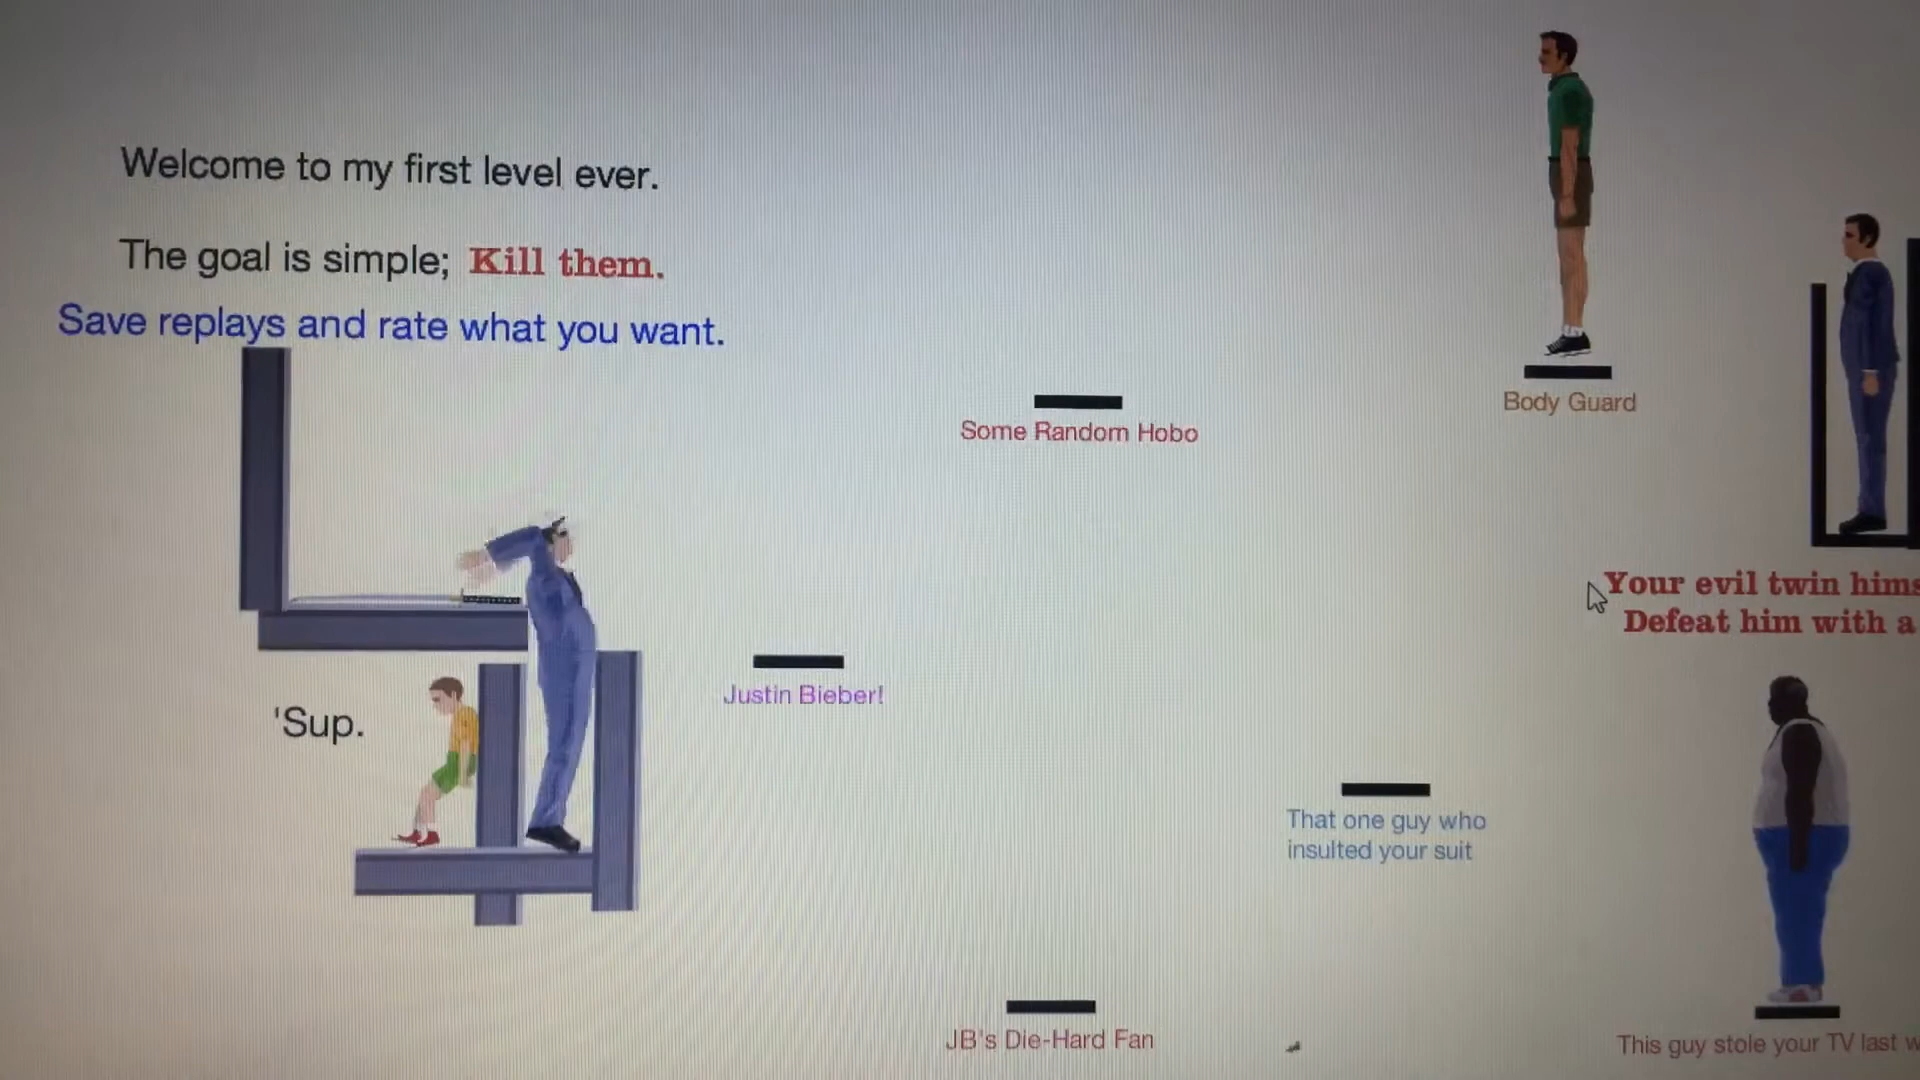 Welcome to my first level ever.
The goal is simple; Kill them.
Save replays and rate what you want.
Body Guard
Some Random Hobo
Your evil twin
Defeat him with a
'Sup.
Justin Bieber!
That one guy who
insulted your suit
JB's Die-Hard Fan
This guy stole your TV last